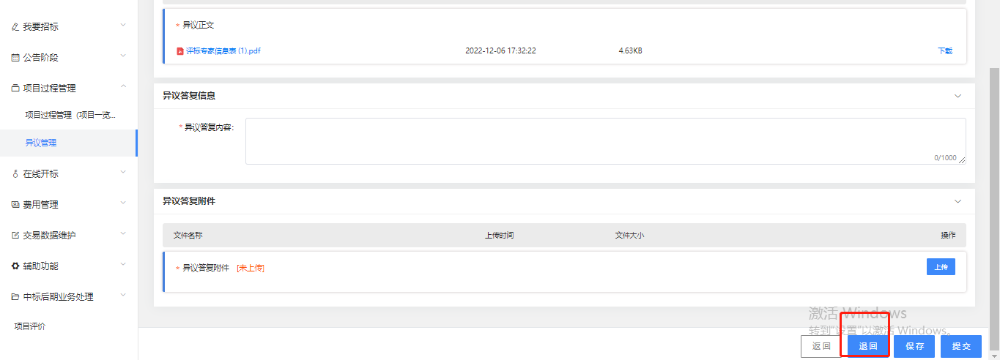 我要招标
公告阶段
项目过程管理
项目过程管理（项目一览...
异议管理
在线开标
费用管理
交易数据维护
辅助功能
中标后期业务处理
项目评价
* 异议正文
评标专家信息表 (1).pdf 2022-12-06 17:32:22 4.63KB 下载
异议答复信息
* 异议答复内容：
0/1000
异议答复附件
文件名称 上传时间 文件大小 操作
* 异议答复附件 [未上传] 上传
激活 Windows
转到"设置"以激活 Windows。
返回 退回 保存 提交